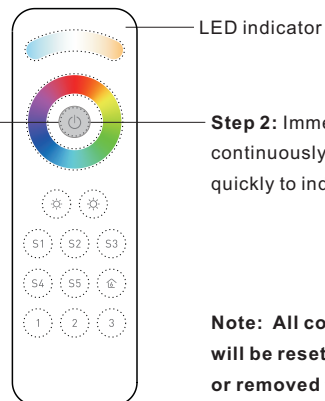 LED indicator
Step 2: Imme
continuously
quickly to inc
S1 S2 S3
S4 S5
1 2 3
Note: All co
will be reset
or removed